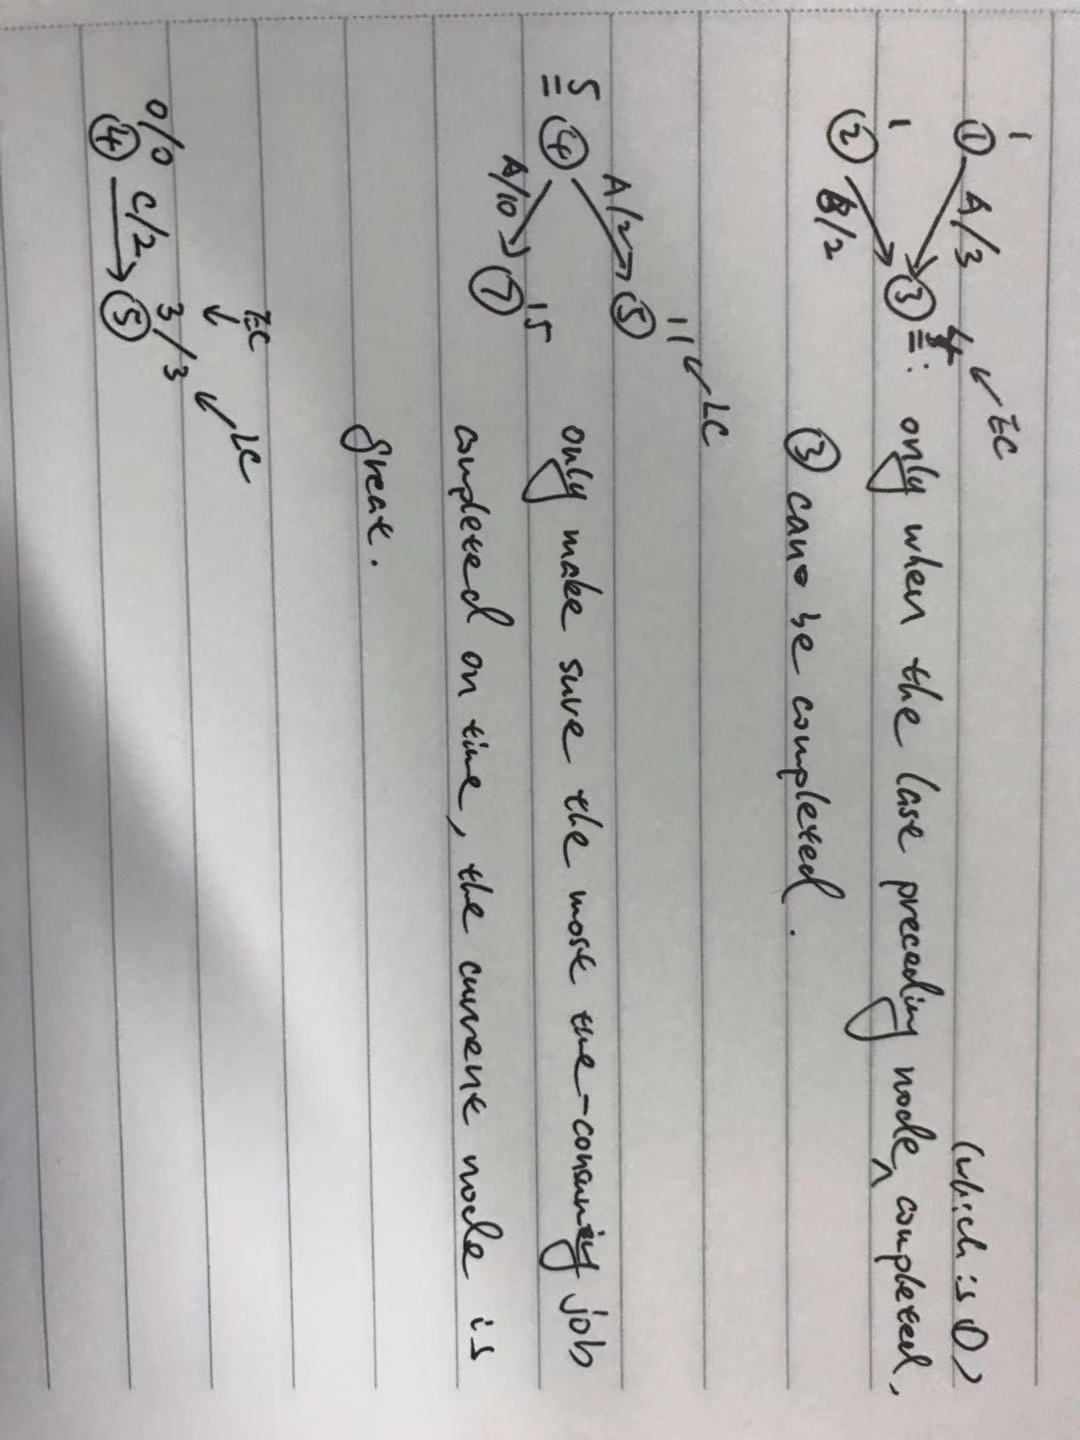 1 ① A/3 4 ↙ EC (which is ①)
1 ② B/2 ③ =: only when the last preceding node ^ completed,
③ can be completed.
11 ↙ LC
5 = ④ A/2 ⑤ only make sure the most time-consuming job
A/10 ⑦ 15 completed on time, the current node is
great.
EC ↓
0/0 3/3 ↙ LC
④ C/2 ⑤